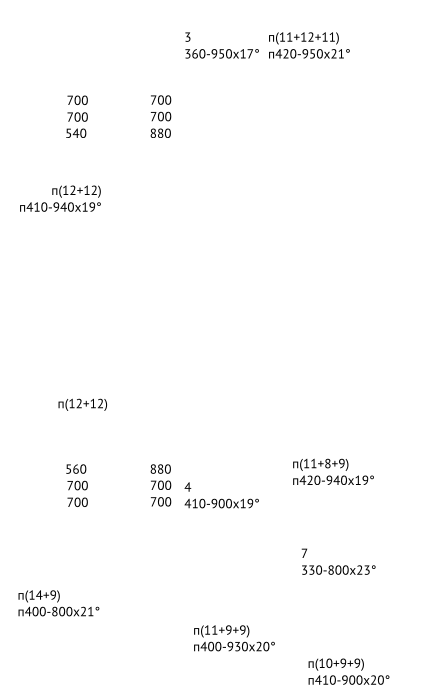 3
360-950x17°
п(11+12+11)
п420-950x21°
700 700
700 700
540 880
п(12+12)
п410-940x19°
п(12+12)
560 880
700 700
700 700
4
410-900x19°
п(11+8+9)
п420-940x19°
7
330-800x23°
п(14+9)
п400-800x21°
п(11+9+9)
п400-930x20°
п(10+9+9)
п410-900x20°